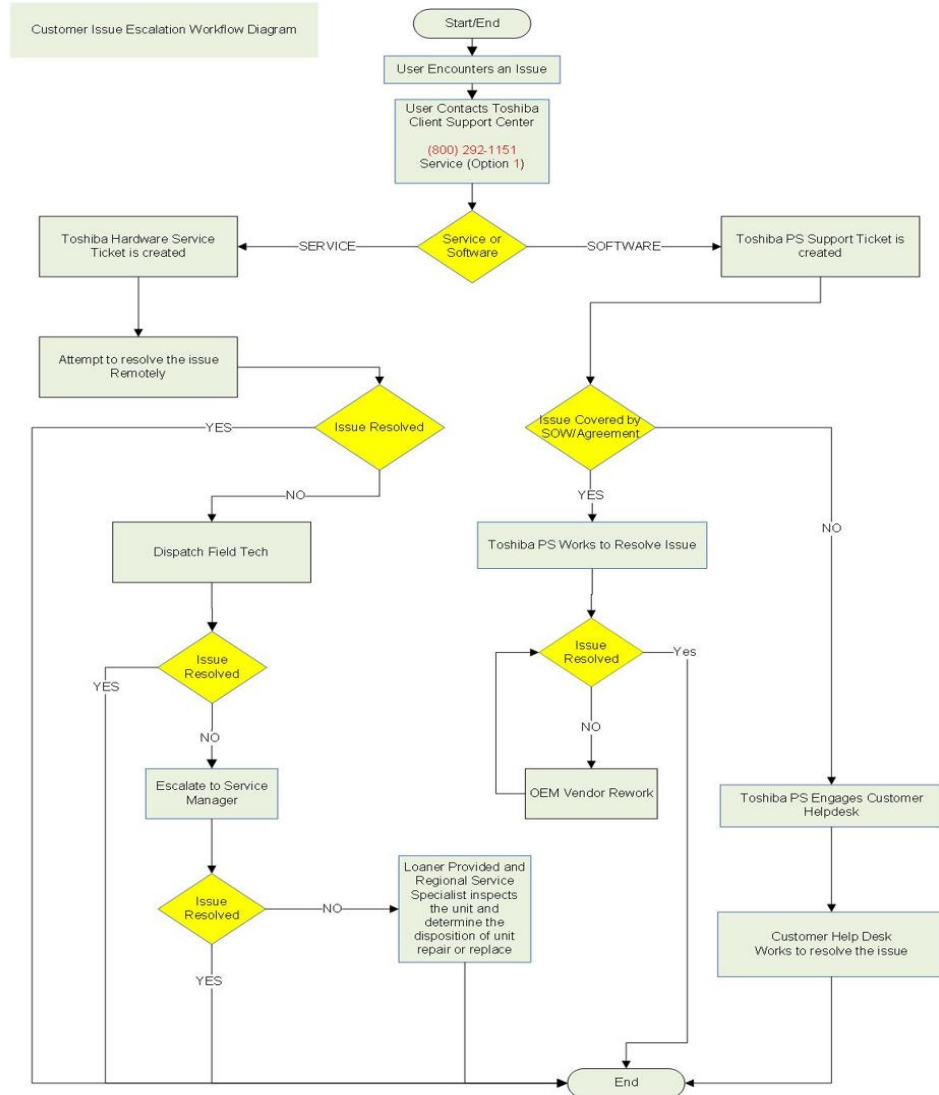 Customer Issue Escalation Workflow Diagram
Start/End
User Encounters an Issue
User Contacts Toshiba
Client Support Center
(800) 292-1151
Service (Option 1)
Service or
Software
SERVICE
SOFTWARE
Toshiba Hardware Service
Ticket is created
Toshiba PS Support Ticket is
created
Attempt to resolve the issue
Remotely
Issue Resolved
YES
NO
Issue Covered by
SOW/Agreement
YES
NO
Dispatch Field Tech
Toshiba PS Works to Resolve Issue
Issue
Resolved
YES
NO
Issue
Resolved
Yes
NO
Escalate to Service
Manager
OEM Vendor Rework
Toshiba PS Engages Customer
Helpdesk
Issue
Resolved
NO
YES
Loaner Provided and
Regional Service
Specialist inspects
the unit and
determine the
disposition of unit
repair or replace
Customer Help Desk
Works to resolve the issue
End